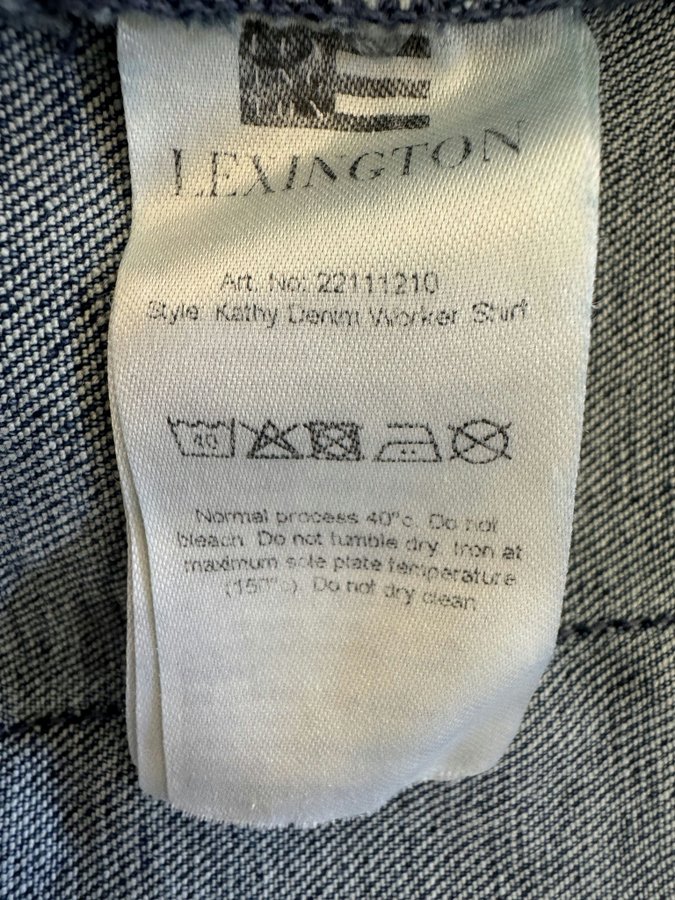 LEXINGTON
Art. No: 22111210
Style: Kathy Denim Worker Shirt
40
Normal process 40°c. Do not
bleach. Do not tumble dry. Iron at
maximum sole plate temperature
(150°c). Do not dry clean